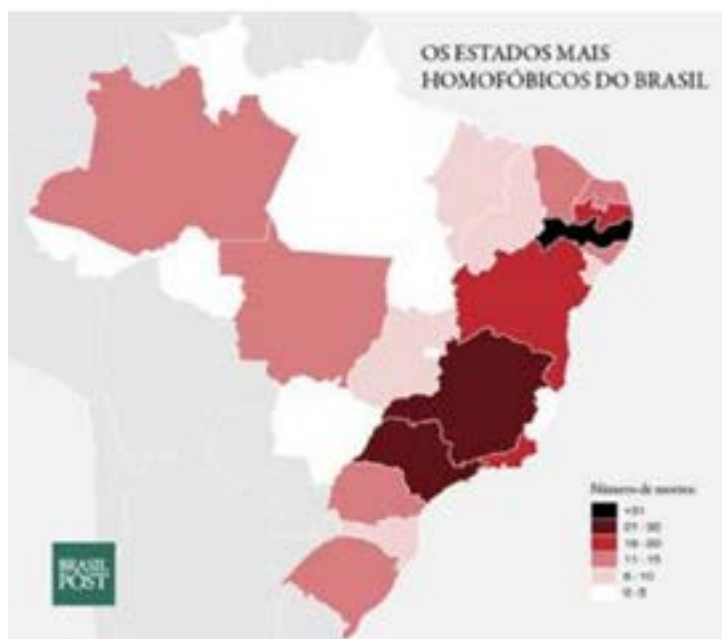 OS ESTADOS MAIS
HOMOFÓBICOS DO BRASIL
Número de mortes
+31
21 - 30
16 - 20
11 - 15
6 - 10
0 - 5
BRASIL
POST